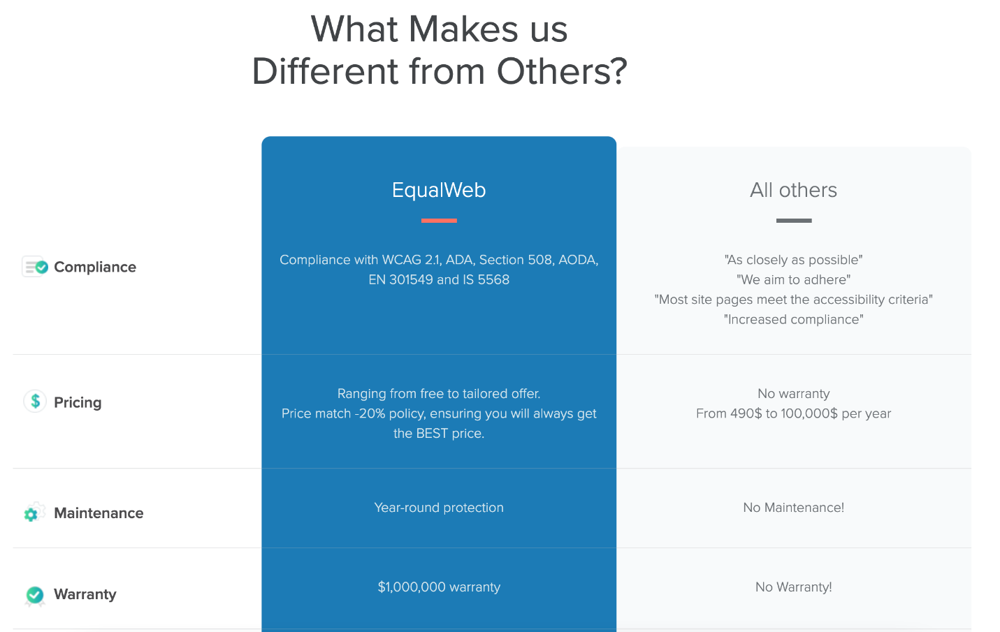 What Makes us
Different from Others?
EqualWeb
All others
Compliance
Compliance with WCAG 2.1, ADA, Section 508, AODA,
EN 301549 and IS 5568
"As closely as possible"
"We aim to adhere"
"Most site pages meet the accessibility criteria"
"Increased compliance"
Pricing
Ranging from free to tailored offer.
Price match -20% policy, ensuring you will always get
the BEST price.
No warranty
From 490$ to 100,000$ per year
Maintenance
Year-round protection
No Maintenance!
Warranty
$1,000,000 warranty
No Warranty!